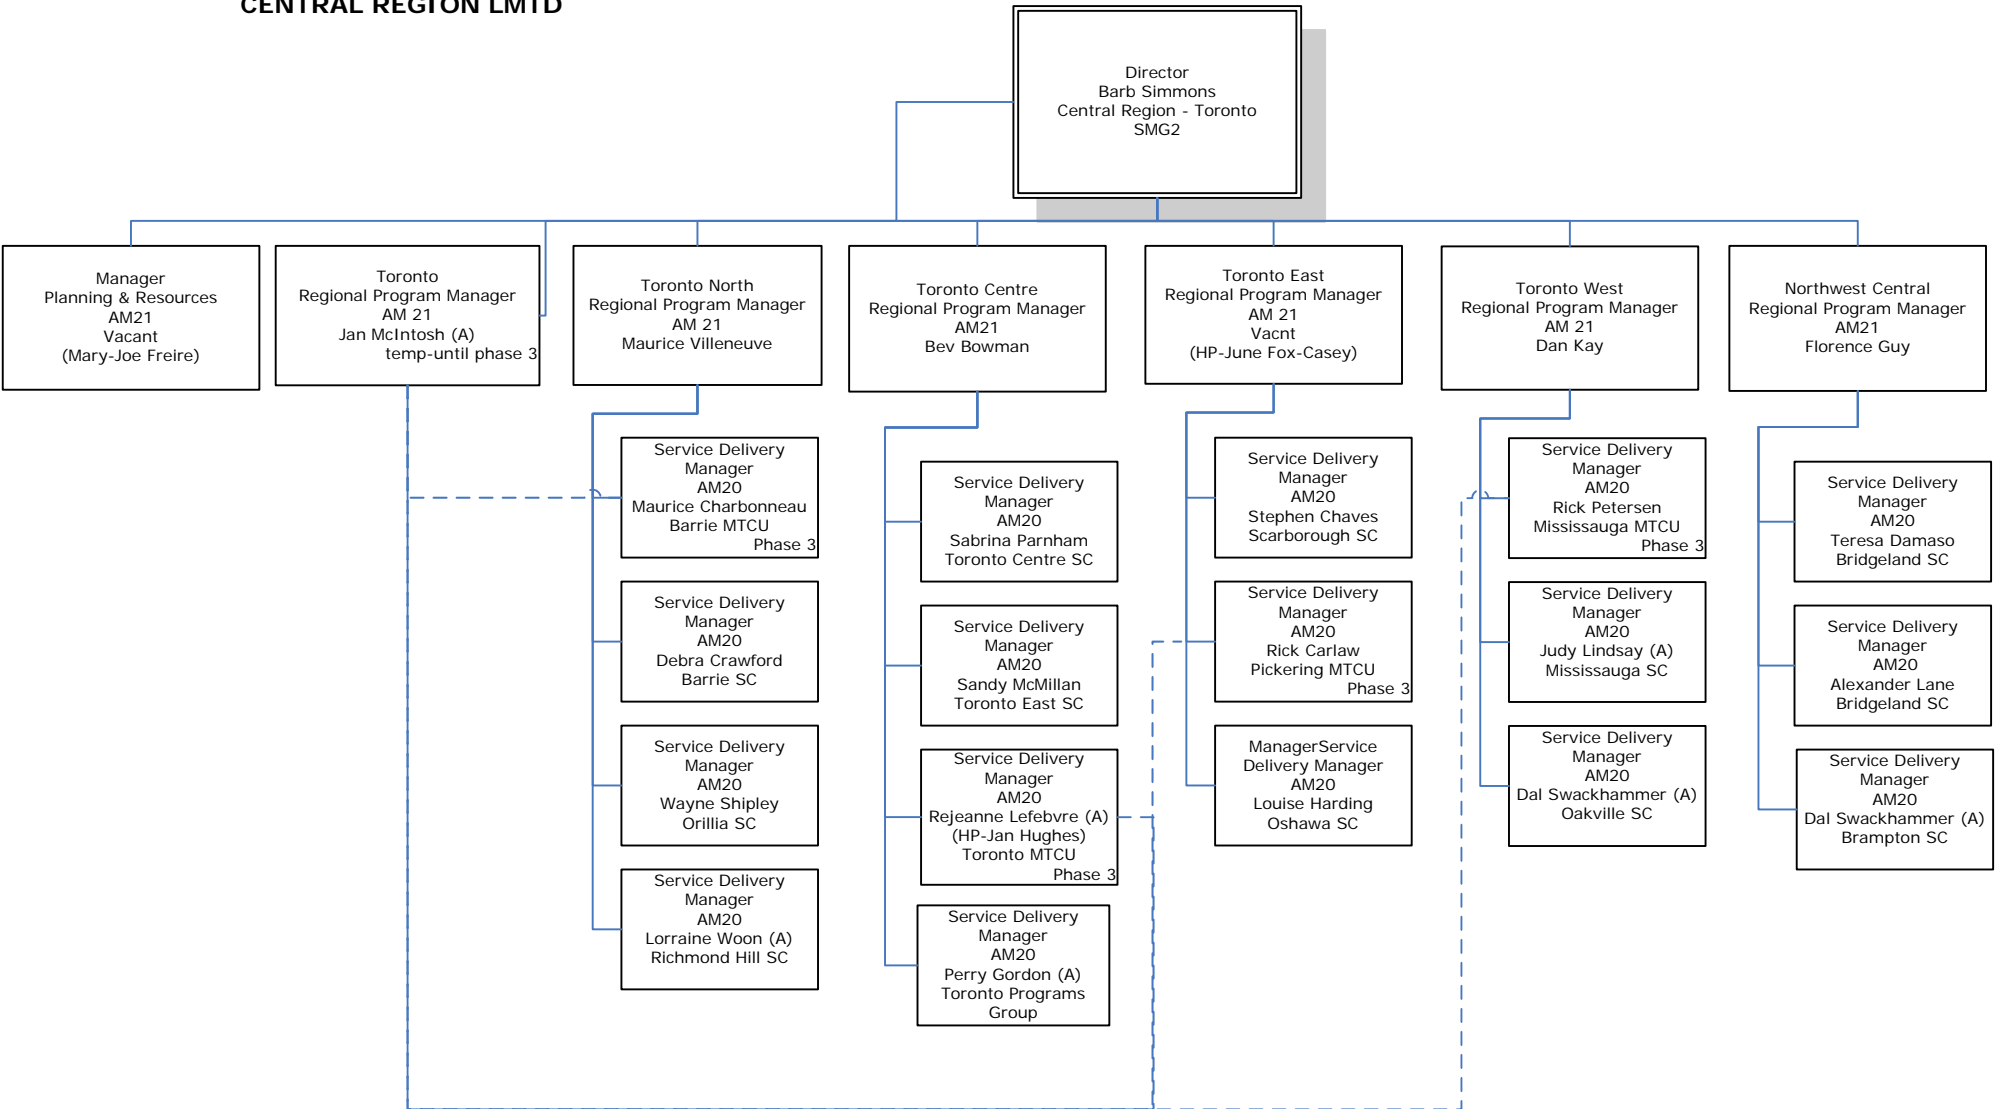 CENTRAL REGION LMTD
Director
Barb Simmons
Central Region - Toronto
SMG2
Manager
Planning & Resources
AM21
Vacant
(Mary-Joe Freire)
Toronto
Regional Program Manager
AM 21
Jan McIntosh (A)
temp-until phase 3
Toronto North
Regional Program Manager
AM 21
Maurice Villeneuve
Toronto Centre
Regional Program Manager
AM21
Bev Bowman
Toronto East
Regional Program Manager
AM 21
Vacnt
(HP-June Fox-Casey)
Toronto West
Regional Program Manager
AM 21
Dan Kay
Northwest Central
Regional Program Manager
AM21
Florence Guy
Service Delivery
Manager
AM20
Maurice Charbonneau
Barrie MTCU
Phase 3
Service Delivery
Manager
AM20
Debra Crawford
Barrie SC
Service Delivery
Manager
AM20
Wayne Shipley
Orillia SC
Service Delivery
Manager
AM20
Lorraine Woon (A)
Richmond Hill SC
Service Delivery
Manager
AM20
Sabrina Parnham
Toronto Centre SC
Service Delivery
Manager
AM20
Sandy McMillan
Toronto East SC
Service Delivery
Manager
AM20
Rejeanne Lefebvre (A)
(HP-Jan Hughes)
Toronto MTCU
Phase 3
Service Delivery
Manager
AM20
Perry Gordon (A)
Toronto Programs
Group
Service Delivery
Manager
AM20
Stephen Chaves
Scarborough SC
Service Delivery
Manager
AM20
Rick Carlaw
Pickering MTCU
Phase 3
ManagerService
Delivery Manager
AM20
Louise Harding
Oshawa SC
Service Delivery
Manager
AM20
Rick Petersen
Mississauga MTCU
Phase 3
Service Delivery
Manager
AM20
Judy Lindsay (A)
Mississauga SC
Service Delivery
Manager
AM20
Dal Swackhammer (A)
Oakville SC
Service Delivery
Manager
AM20
Teresa Damaso
Bridgeland SC
Service Delivery
Manager
AM20
Alexander Lane
Bridgeland SC
Service Delivery
Manager
AM20
Dal Swackhammer (A)
Brampton SC